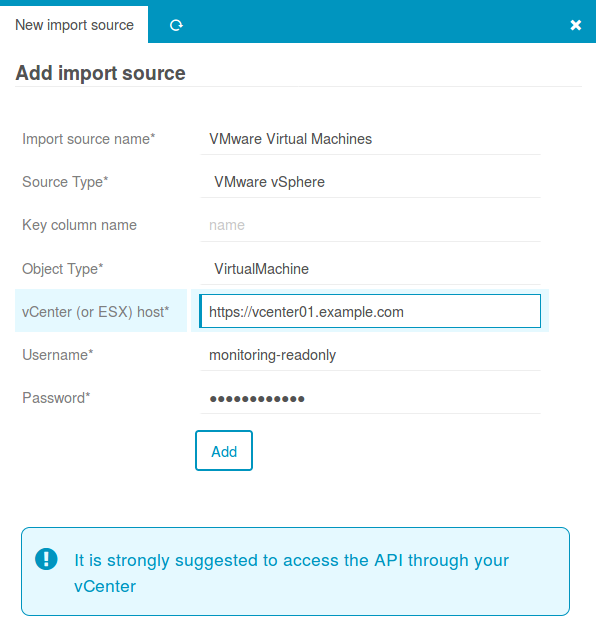 New import source
Add import source
Import source name* VMware Virtual Machines
Source Type* VMware vSphere
Key column name name
Object Type* VirtualMachine
vCenter (or ESX) host* https://vcenter01.example.com
Username* monitoring-readonly
Password* ●●●●●●●●●●●●
Add
It is strongly suggested to access the API through your
vCenter